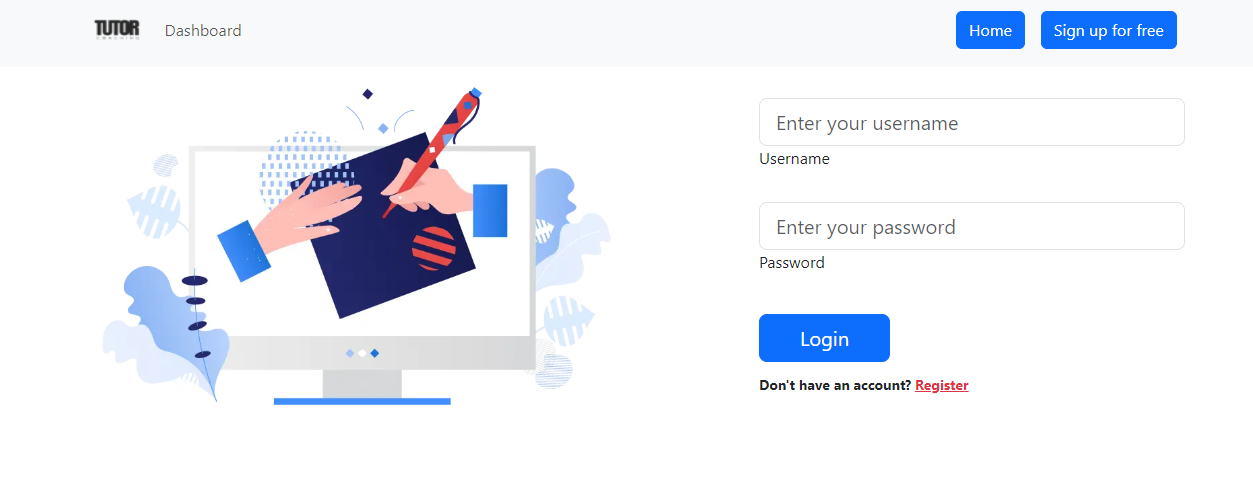 TUTOR
COACHING
Dashboard
Home
Sign up for free
Enter your username
Username
Enter your password
Password
Login
Don't have an account? Register